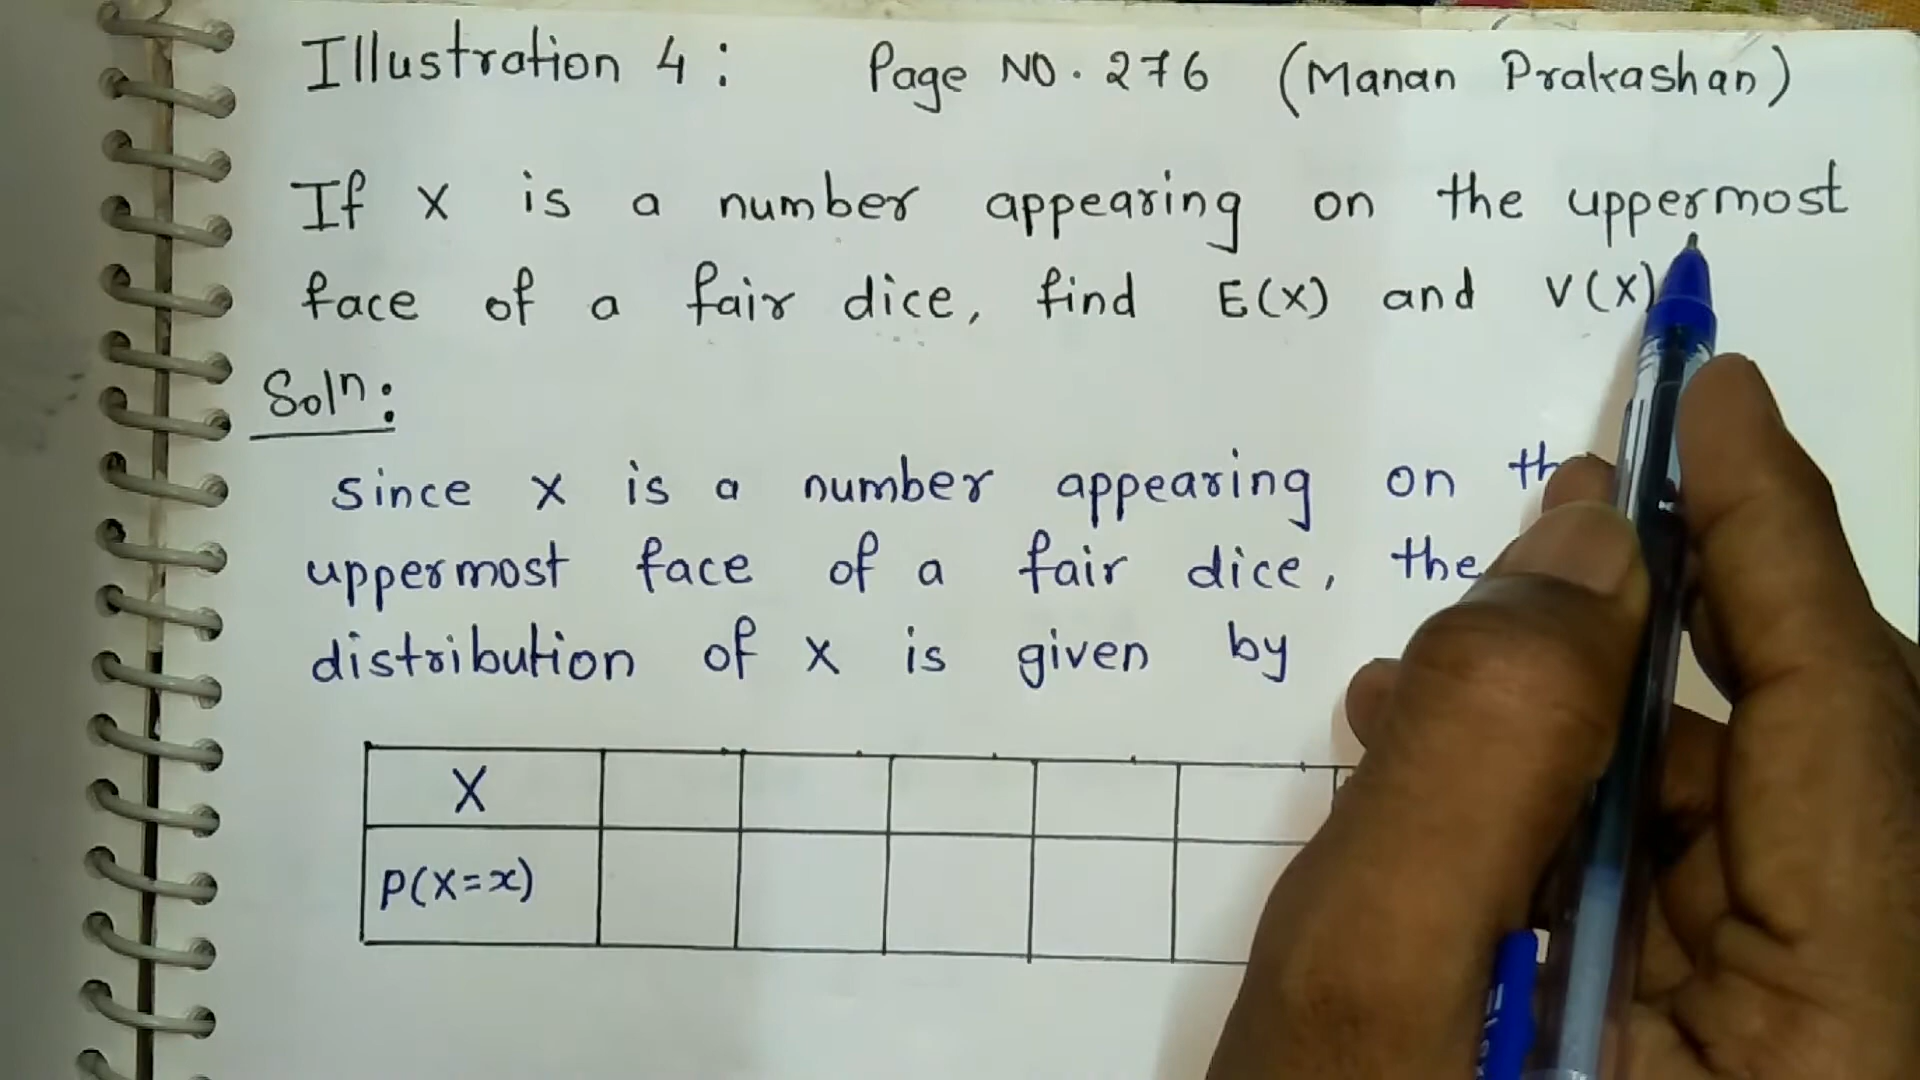 Illustration 4 : Page NO. 276 (Manan Prakashan)
If X is a number appearing on the uppermost
face of a fair dice, find E(X) and V(X)
Soln:
since X is a number appearing on
uppermost face of a fair dice, the
distribution of X is given by
X
P(X=x)